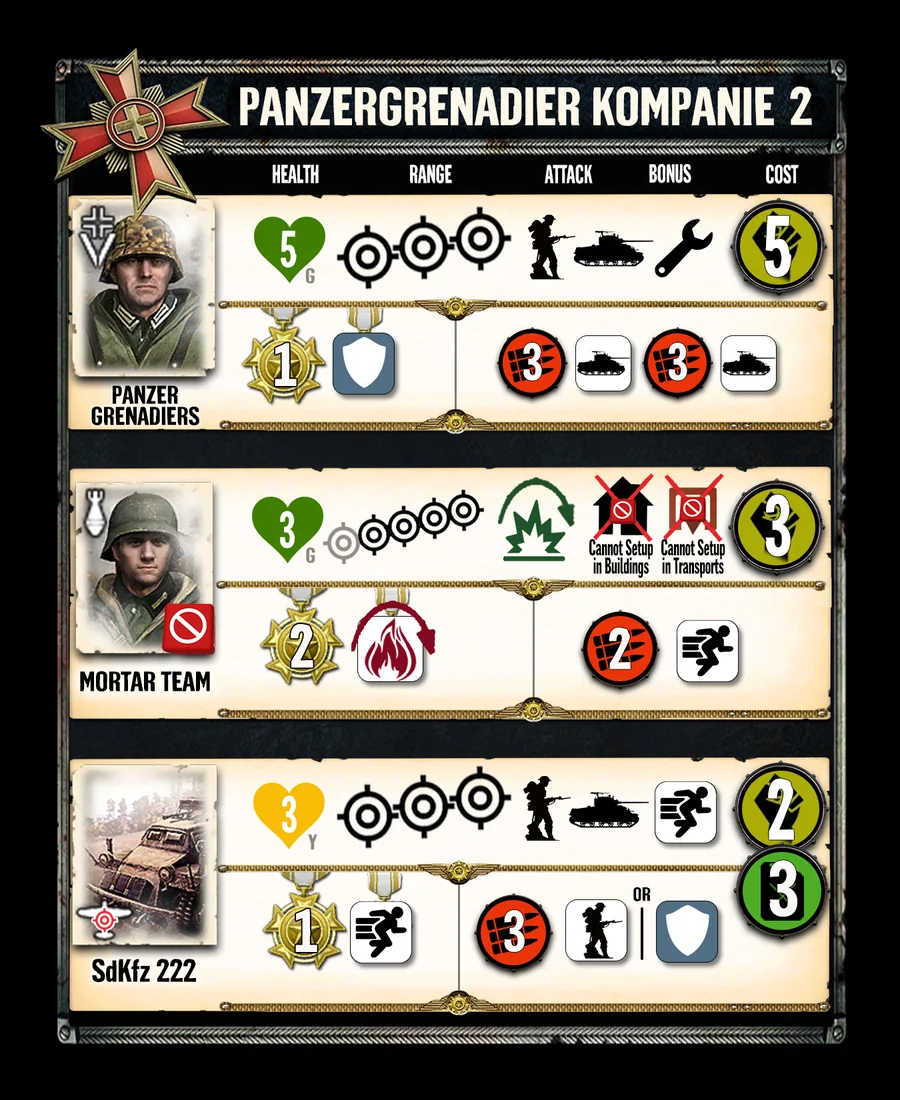 PANZERGRENADIER KOMPANIE 2
HEALTH RANGE ATTACK BONUS COST
5 G 5
1 3 3
PANZER
GRENADIERS
3 G 3
Cannot Setup
in Buildings
Cannot Setup
in Transports
2 2
MORTAR TEAM
3 Y 2
3
OR
1 3
SdKfz 222